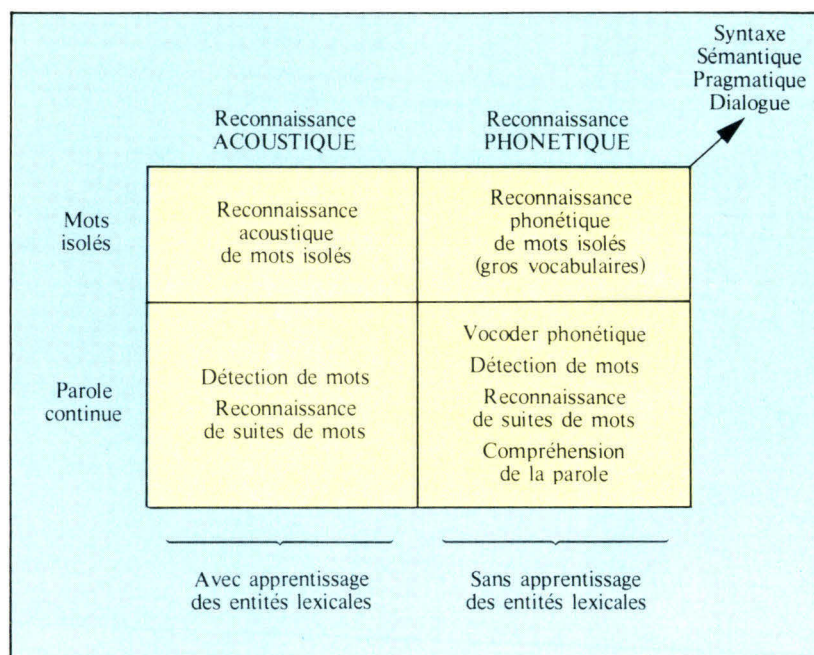 Syntaxe
Sémantique
Pragmatique
Dialogue
Reconnaissance
ACOUSTIQUE
Reconnaissance
PHONETIQUE
Mots
isolés
Reconnaissance
acoustique
de mots isolés
Reconnaissance
phonétique
de mots isolés
(gros vocabulaires)
Parole
continue
Détection de mots
Reconnaissance
de suites de mots
Vocoder phonétique
Détection de mots
Reconnaissance
de suites de mots
Compréhension
de la parole
Avec apprentissage
des entités lexicales
Sans apprentissage
des entités lexicales